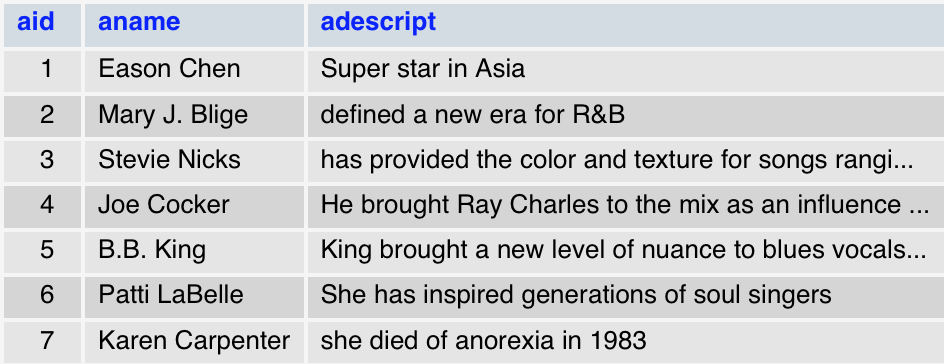 aid aname adescript
1 Eason Chen Super star in Asia
2 Mary J. Blige defined a new era for R&B
3 Stevie Nicks has provided the color and texture for songs rangi...
4 Joe Cocker He brought Ray Charles to the mix as an influence ...
5 B.B. King King brought a new level of nuance to blues vocals...
6 Patti LaBelle She has inspired generations of soul singers
7 Karen Carpenter she died of anorexia in 1983